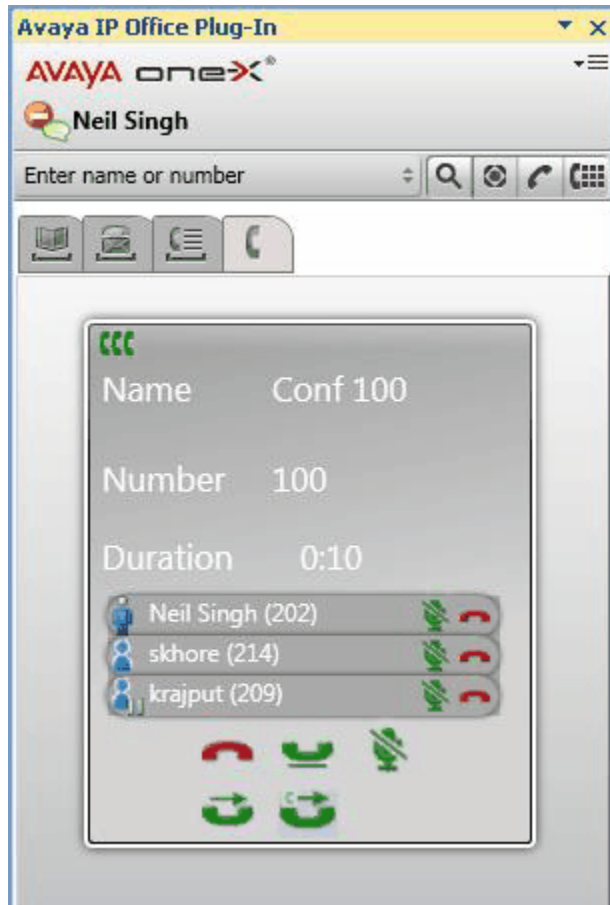 Avaya IP Office Plug-In
AVAYA one-X®
Neil Singh
Enter name or number
Name Conf 100
Number 100
Duration 0:10
Neil Singh (202)
skhore (214)
krajput (209)